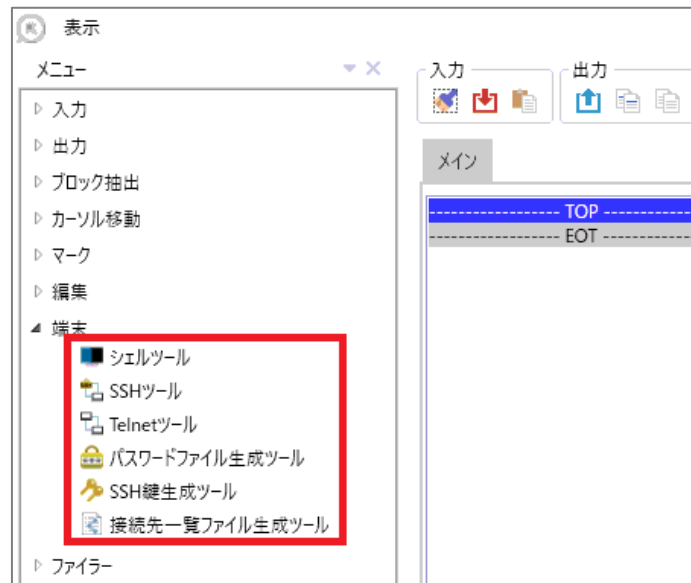 表示
メニュー
入力
出力
ブロック抽出
カーソル移動
マーク
編集
端末
シェルツール
SSHツール
Telnetツール
パスワードファイル生成ツール
SSH鍵生成ツール
接続先一覧ファイル生成ツール
ファイラー
入力
出力
メイン
------------------ TOP ------------
------------------ EOT ------------